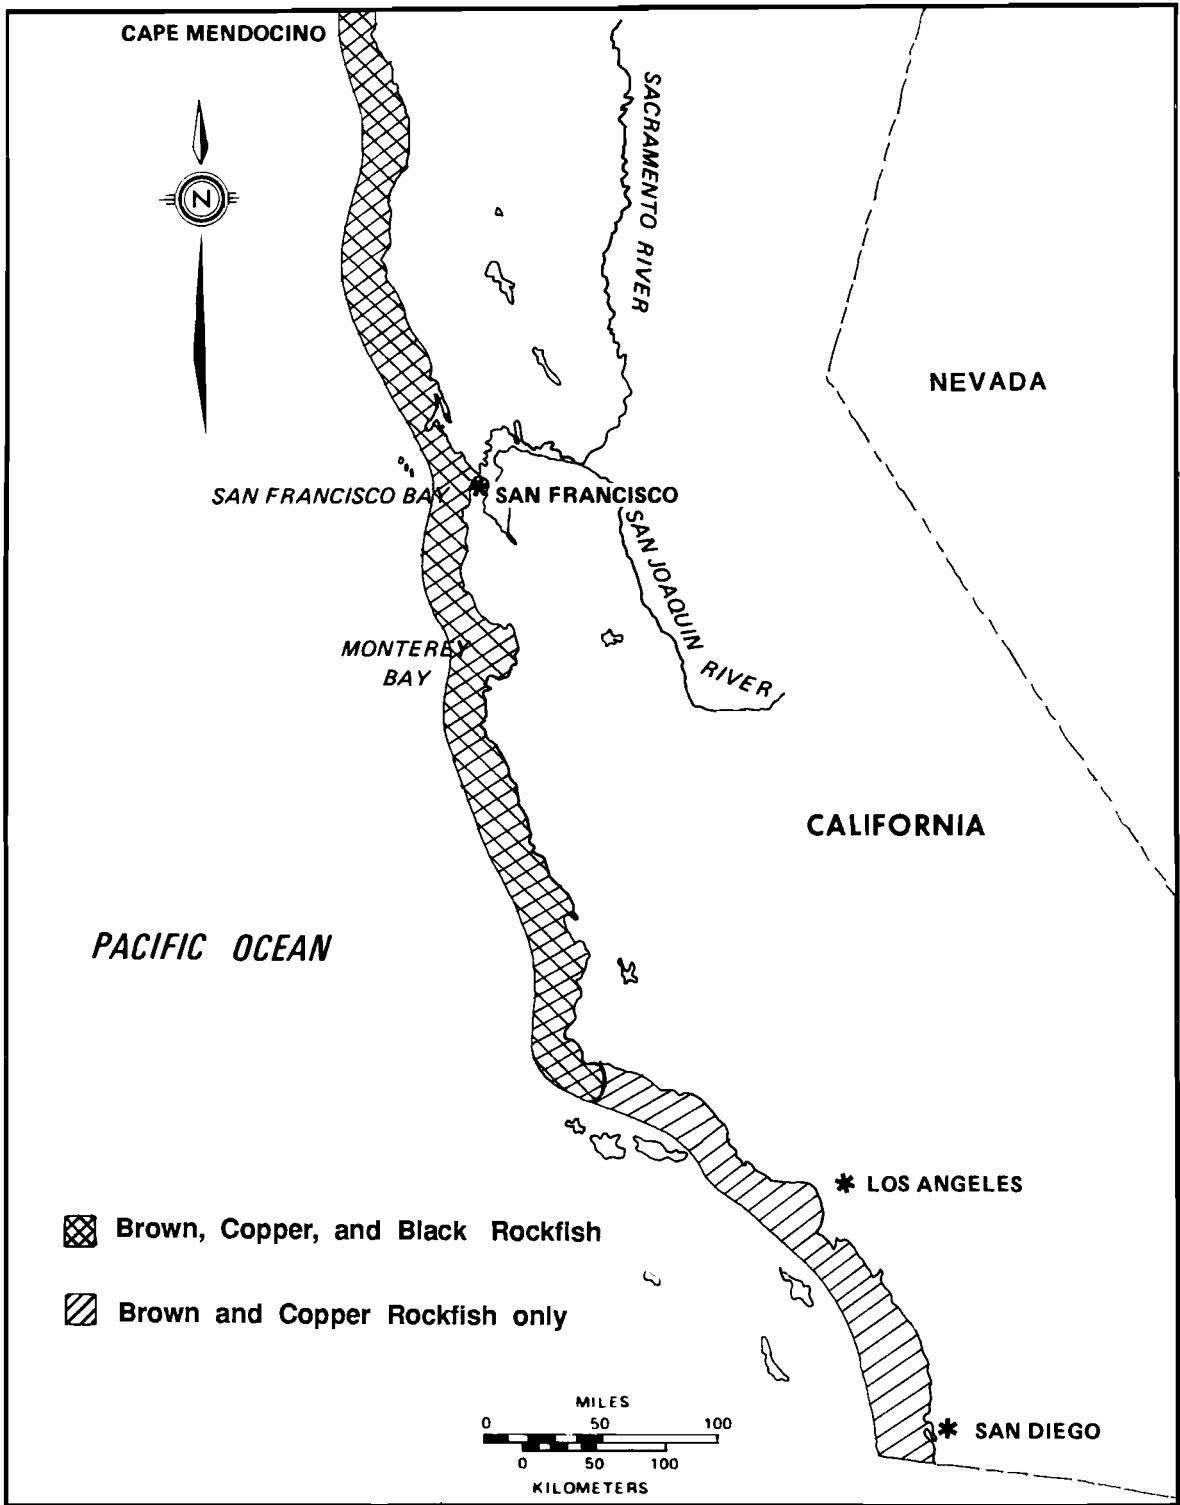 CAPE MENDOCINO
SACRAMENTO RIVER
N
NEVADA
SAN FRANCISCO BAY
SAN FRANCISCO
SAN JOAQUIN RIVER
MONTEREY
BAY
CALIFORNIA
PACIFIC OCEAN
LOS ANGELES
Brown, Copper, and Black Rockfish
Brown and Copper Rockfish only
MILES
0 50 100
0 50 100
KILOMETERS
SAN DIEGO